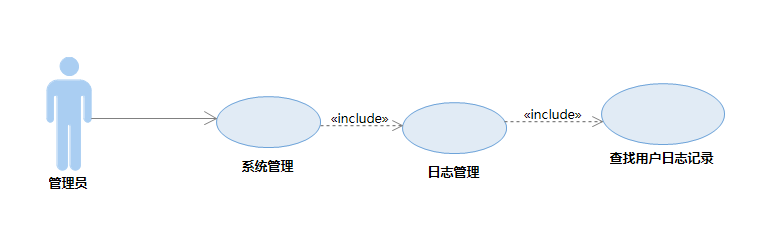 «include»
«include»
管理员
系统管理
日志管理
查找用户日志记录